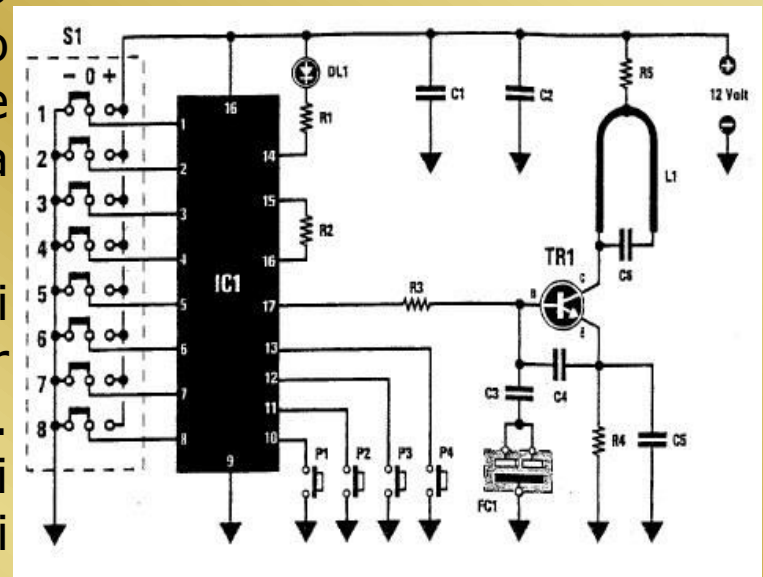 S1
- 0 +
1
2
3
4
5
6
7
8
1
2
3
4
5
6
7
8
16
14
15
16
17
13
12
11
10
9
IC1
DL1
R1
R2
R3
C1
C2
R5
12 Volt
+
-
L1
C6
TR1
B
C
E
C3
C4
R4
C5
FC1
P1
P2
P3
P4
o
e
a
i
r
.
i
i